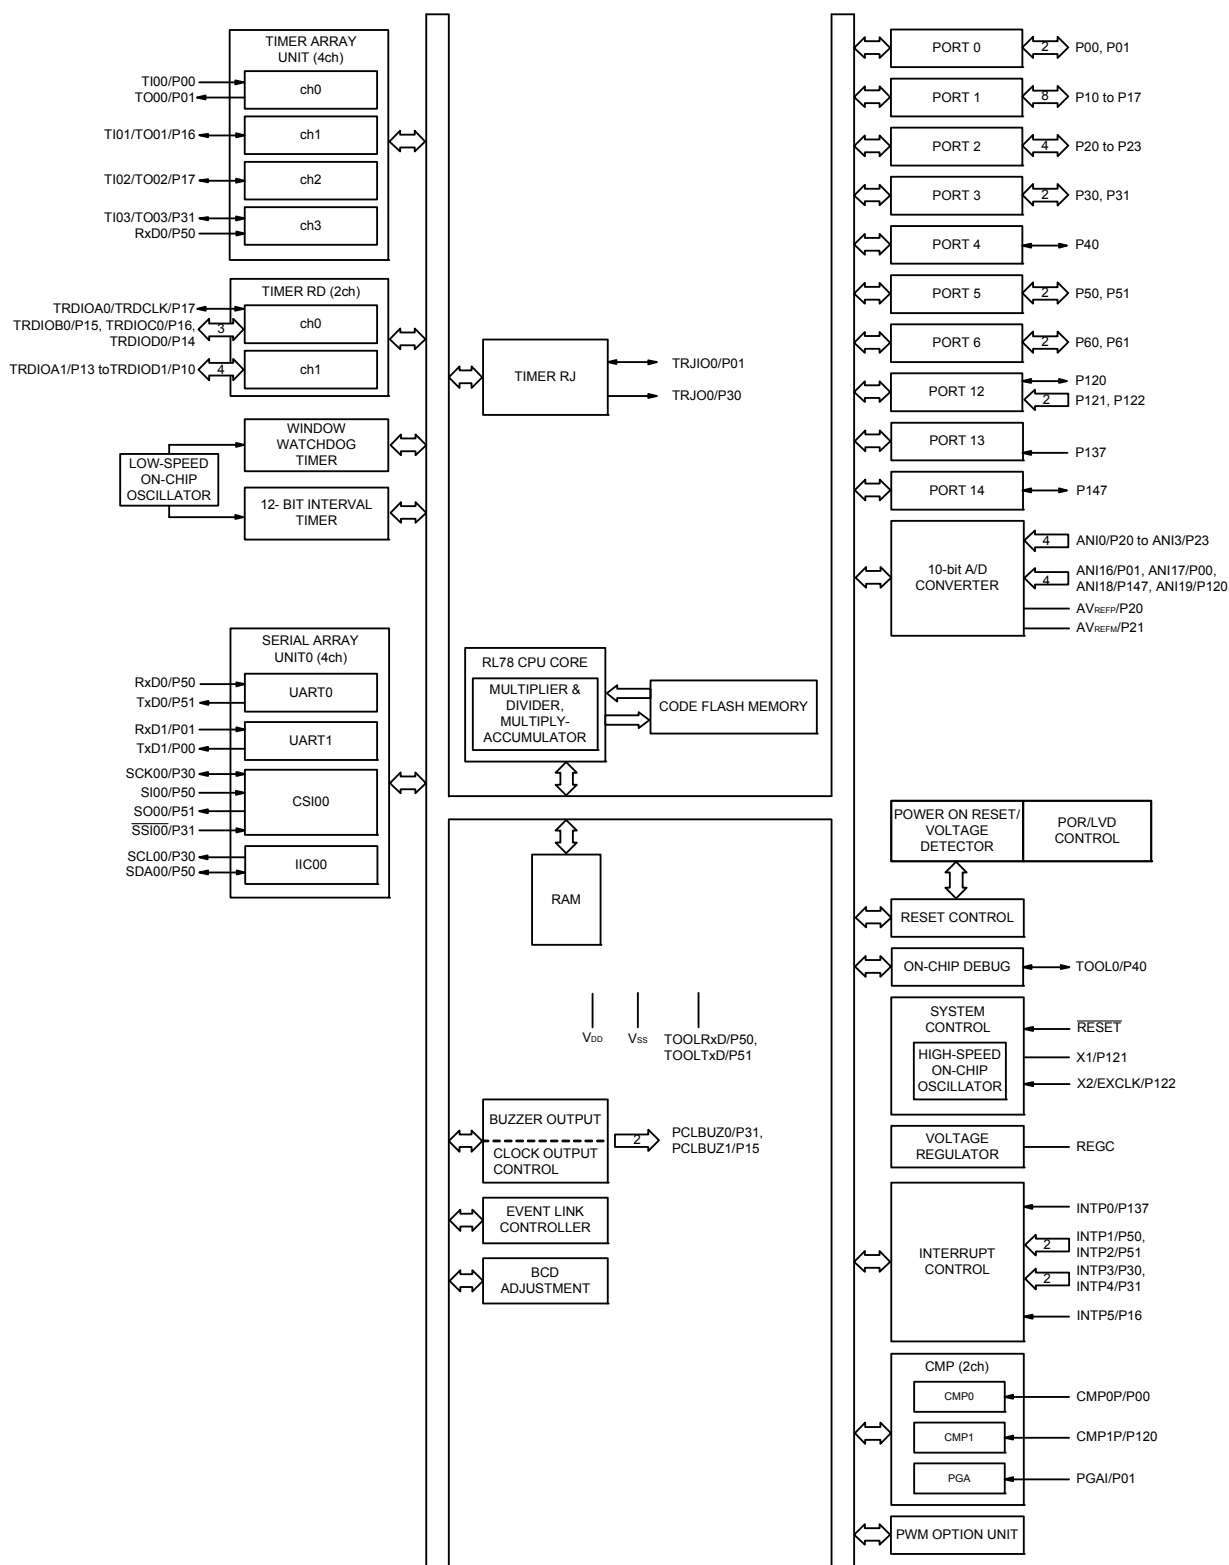 TIMER ARRAY
UNIT (4ch)
TI00/P00
TO00/P01
ch0
TI01/TO01/P16
ch1
TI02/TO02/P17
ch2
TI03/TO03/P31
RxD0/P50
ch3
TIMER RD (2ch)
TRDIOA0/TRDCLK/P17
TRDIOB0/P15, TRDIOC0/P16,
TRDIOD0/P14
3
ch0
TRDIOA1/P13 toTRDIOD1/P10
4
ch1
WINDOW
WATCHDOG
TIMER
LOW-SPEED
ON-CHIP
OSCILLATOR
12- BIT INTERVAL
TIMER
SERIAL ARRAY
UNIT0 (4ch)
RxD0/P50
TxD0/P51
UART0
RxD1/P01
TxD1/P00
UART1
SCK00/P30
SI00/P50
SO00/P51
SSI00/P31
CSI00
SCL00/P30
SDA00/P50
IIC00
TIMER RJ
TRJIO0/P01
TRJO0/P30
RL78 CPU CORE
MULTIPLIER &
DIVIDER,
MULTIPLY-
ACCUMULATOR
CODE FLASH MEMORY
RAM
VDD
VSS
TOOLRxD/P50,
TOOLTxD/P51
BUZZER OUTPUT
CLOCK OUTPUT
CONTROL
2
PCLBUZ0/P31,
PCLBUZ1/P15
EVENT LINK
CONTROLLER
BCD
ADJUSTMENT
PORT 0
2
P00, P01
PORT 1
8
P10 to P17
PORT 2
4
P20 to P23
PORT 3
2
P30, P31
PORT 4
P40
PORT 5
2
P50, P51
PORT 6
2
P60, P61
PORT 12
P120
2
P121, P122
PORT 13
P137
PORT 14
P147
10-bit A/D
CONVERTER
4
ANI0/P20 to ANI3/P23
4
ANI16/P01, ANI17/P00,
ANI18/P147, ANI19/P120
AVREFP/P20
AVREFM/P21
POWER ON RESET/
VOLTAGE
DETECTOR
POR/LVD
CONTROL
RESET CONTROL
ON-CHIP DEBUG
TOOL0/P40
SYSTEM
CONTROL
HIGH-SPEED
ON-CHIP
OSCILLATOR
RESET
X1/P121
X2/EXCLK/P122
VOLTAGE
REGULATOR
REGC
INTERRUPT
CONTROL
INTP0/P137
2
INTP1/P50,
INTP2/P51
2
INTP3/P30,
INTP4/P31
INTP5/P16
CMP (2ch)
CMP0
CMP0P/P00
CMP1
CMP1P/P120
PGA
PGAI/P01
PWM OPTION UNIT